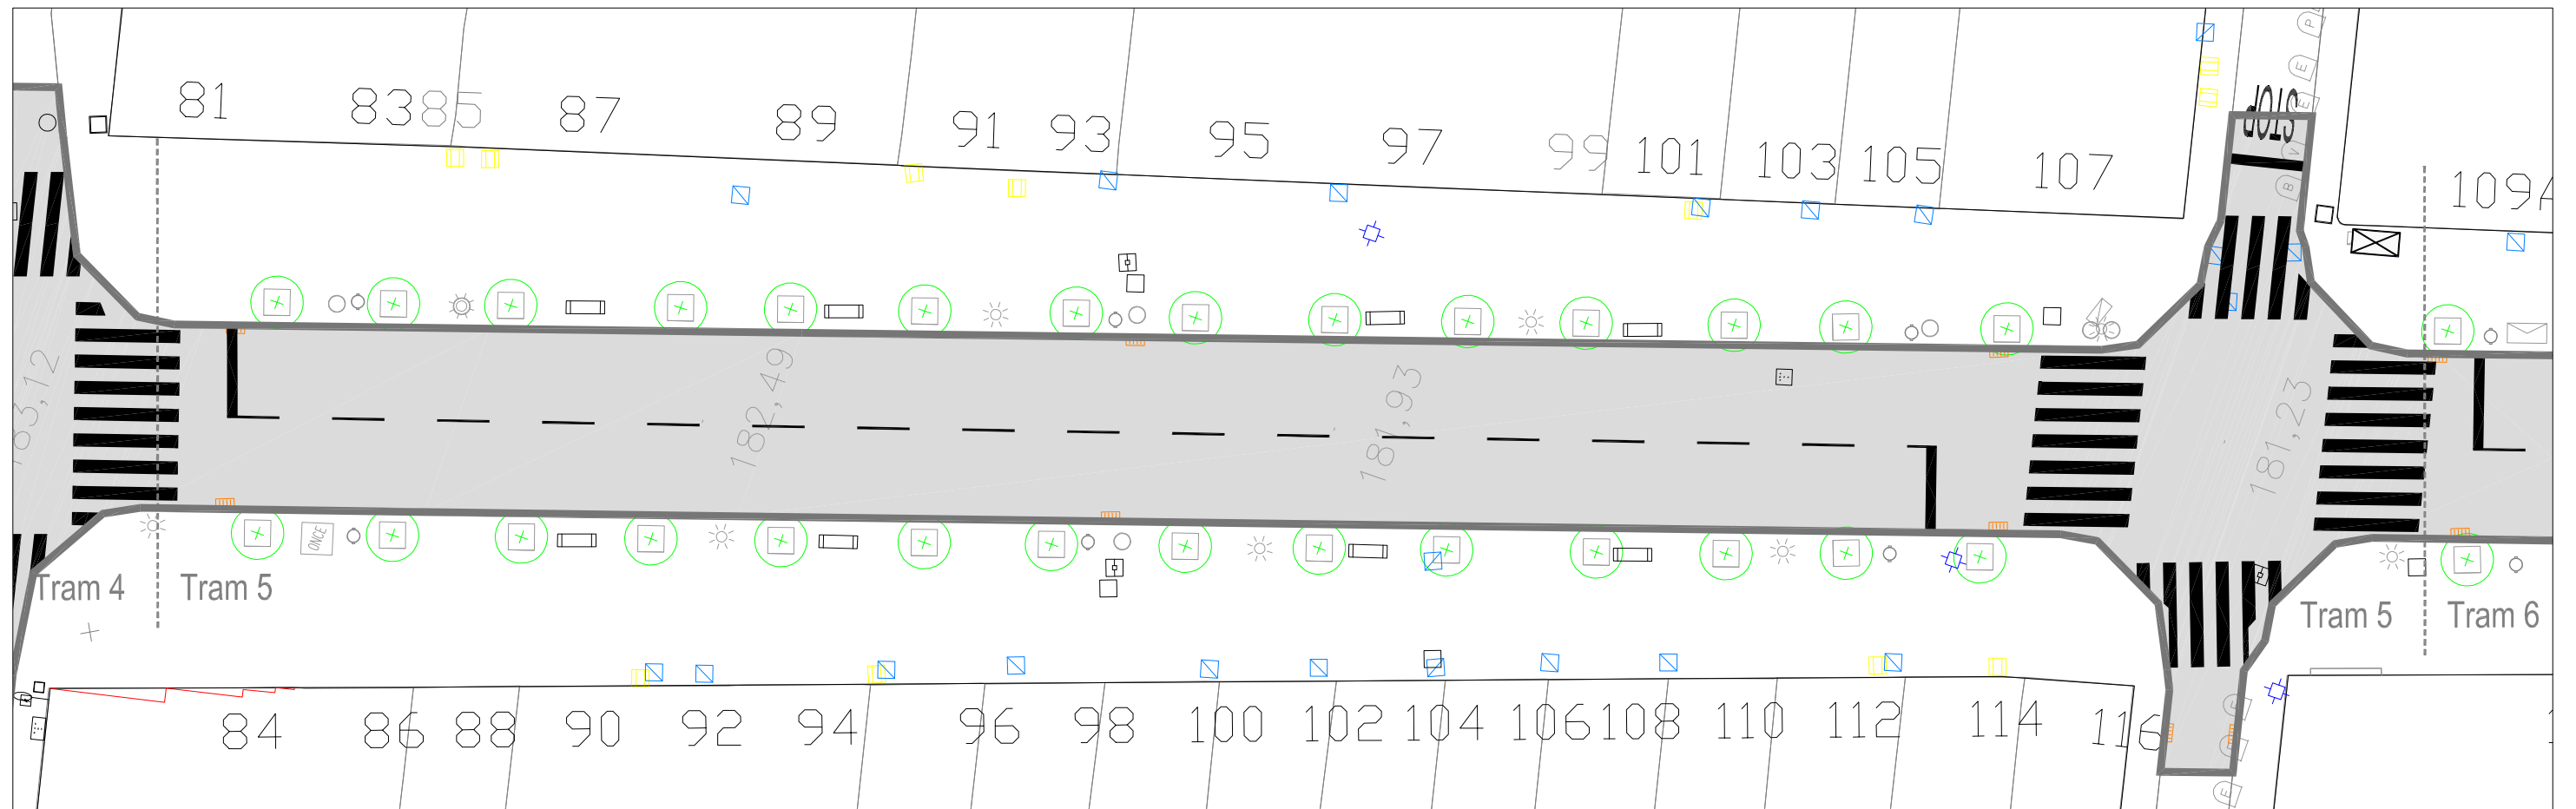 81 83 85 87 89 91 93 95 97 99 101 103 105 107 109A
STOP
B V E
E
183,12 182,49 181,93 181,23
ONCE
Tram 4 Tram 5 Tram 5 Tram 6
84 86 88 90 92 94 96 98 100 102 104 106 108 110 112 114 116
E
E